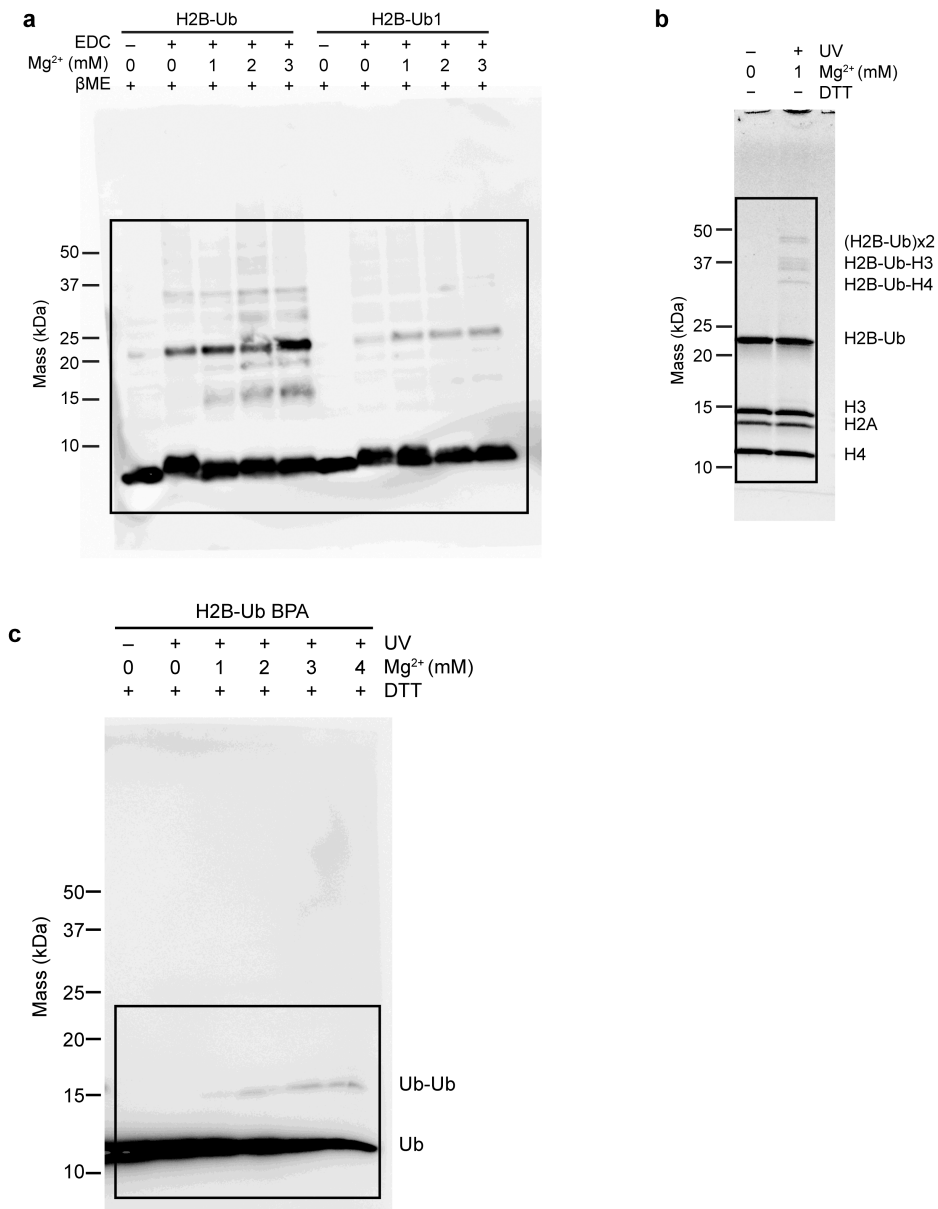 a
H2B-Ub H2B-Ub1
EDC – + + + + – + + + +
Mg²⁺ (mM) 0 0 1 2 3 0 0 1 2 3
βME + + + + + + + + + +
50
37
25
20
15
10
Mass (kDa)
b
– + UV
0 1 Mg²⁺ (mM)
– – DTT
50
37
25
20
15
10
Mass (kDa)
(H2B-Ub)x2
H2B-Ub-H3
H2B-Ub-H4
H2B-Ub
H3
H2A
H4
c
H2B-Ub BPA
– + + + + + UV
0 0 1 2 3 4 Mg²⁺ (mM)
+ + + + + + DTT
50
37
25
20
15
10
Mass (kDa)
Ub-Ub
Ub